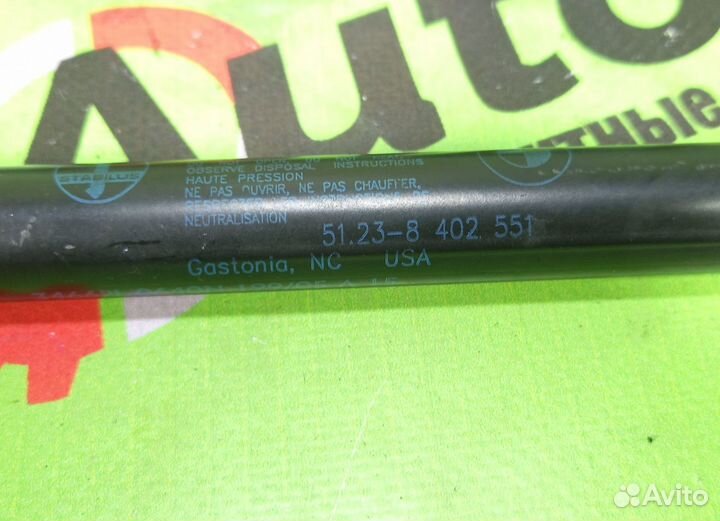 Auto
STABILUS
OBSERVE DISPOSAL INSTRUCTIONS
HAUTE PRESSION
NE PAS OUVRIR, NE PAS CHAUFFER,
NEUTRALISATION
51.23-8 402 551
Gastonia, NC USA
Avito